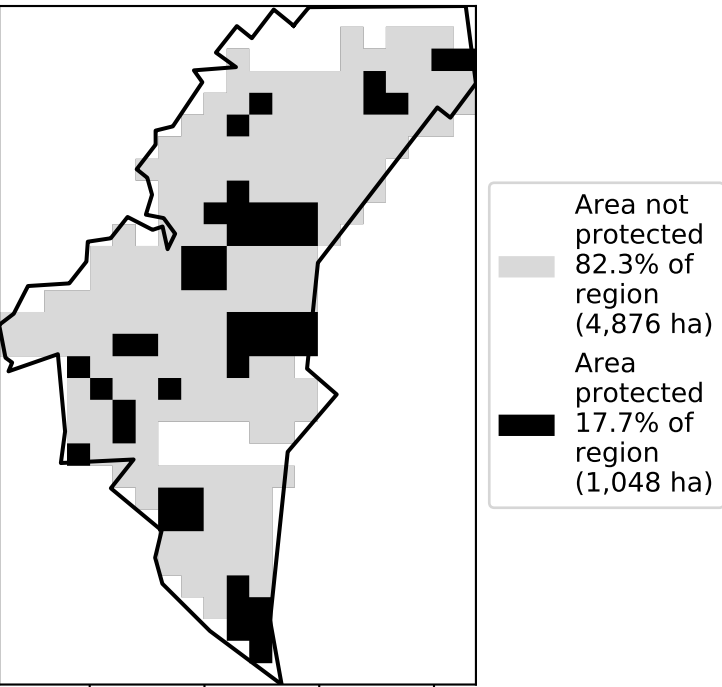 Area not
protected
82.3% of
region
(4,876 ha)
Area
protected
17.7% of
region
(1,048 ha)